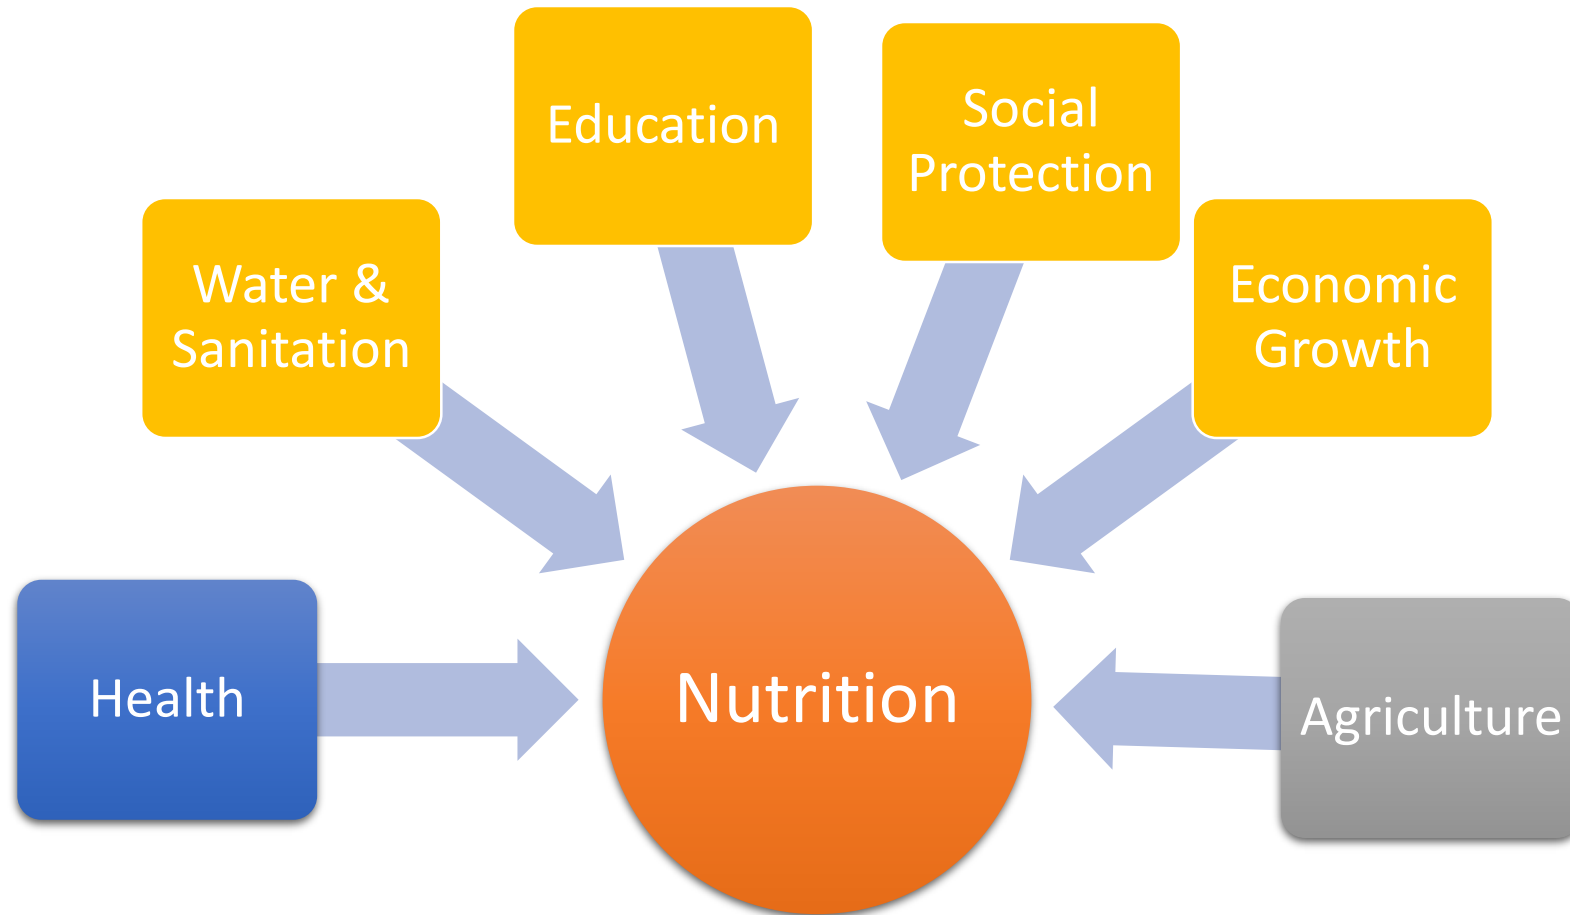 Education
Social
Protection
Water &
Sanitation
Economic
Growth
Health
Nutrition
Agriculture